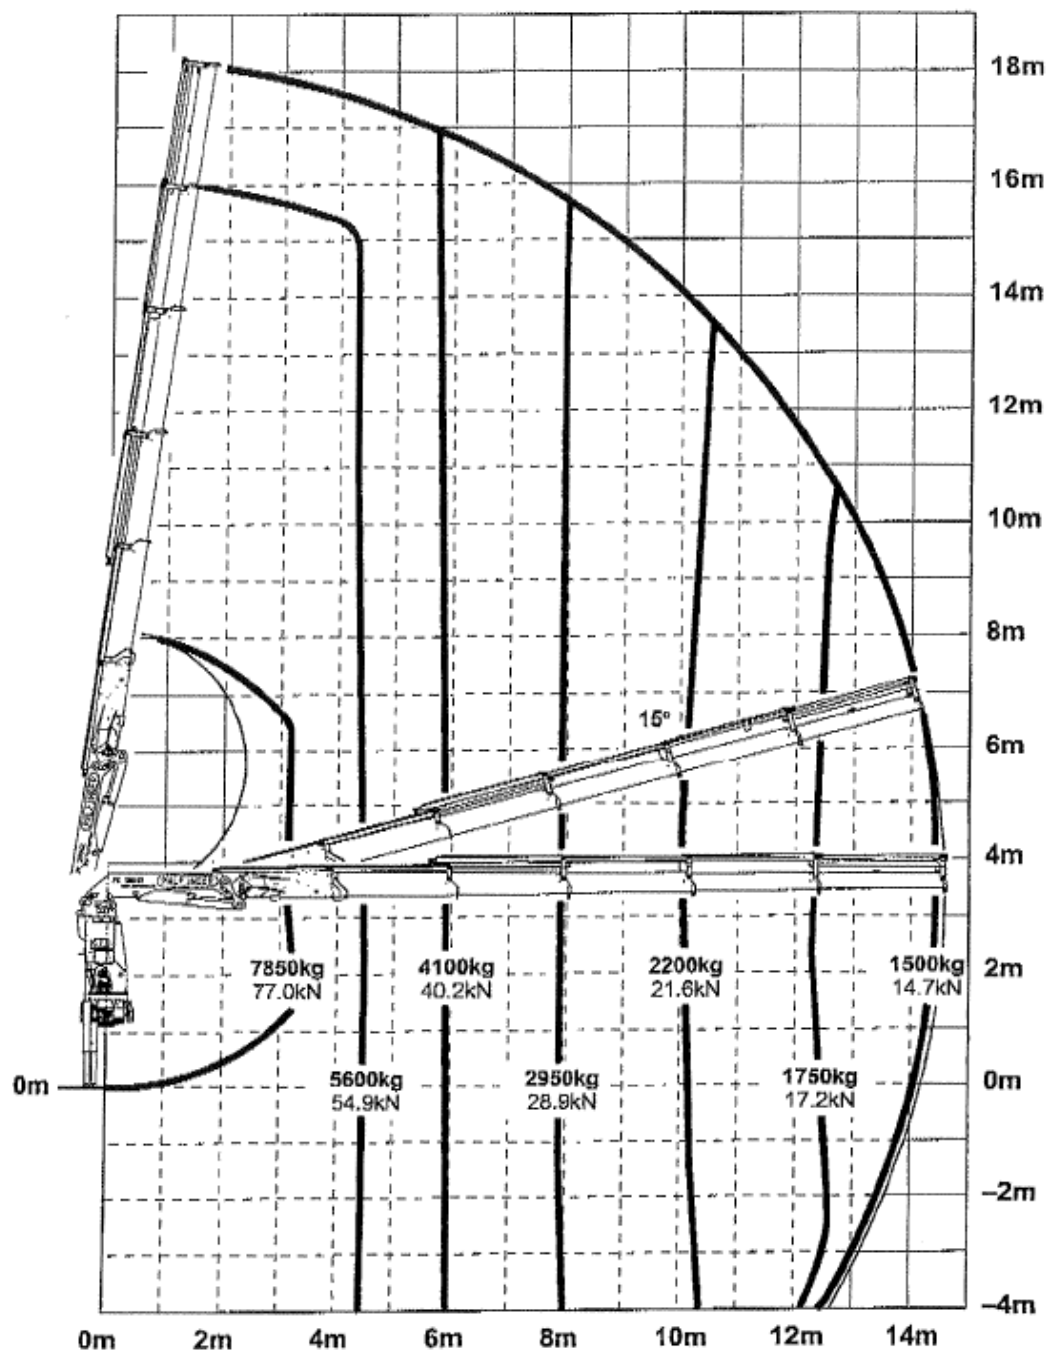 18m
16m
14m
12m
10m
8m
15°
6m
4m
7850kg
77.0kN
4100kg
40.2kN
2200kg
21.6kN
1500kg
14.7kN
2m
0m
5600kg
54.9kN
2950kg
28.9kN
1750kg
17.2kN
0m
–2m
–4m
0m 2m 4m 6m 8m 10m 12m 14m